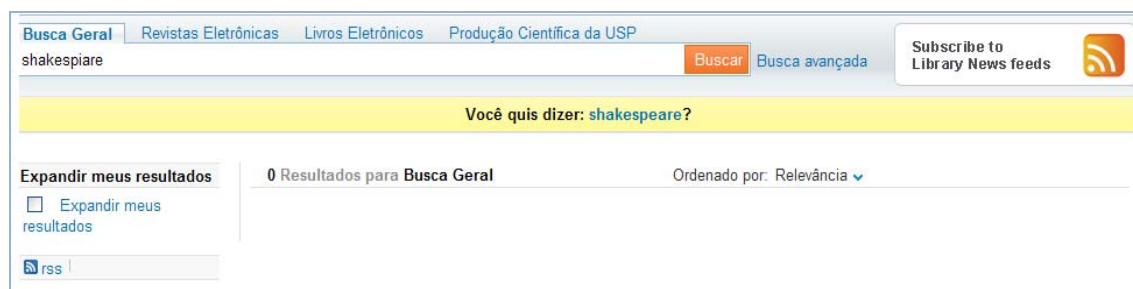 Busca Geral Revistas Eletrônicas Livros Eletrônicos Produção Científica da USP
shakespiare Buscar Busca avançada
Subscribe to
Library News feeds
Você quis dizer: shakespeare?
Expandir meus resultados 0 Resultados para Busca Geral Ordenado por: Relevância
Expandir meus
resultados
rss